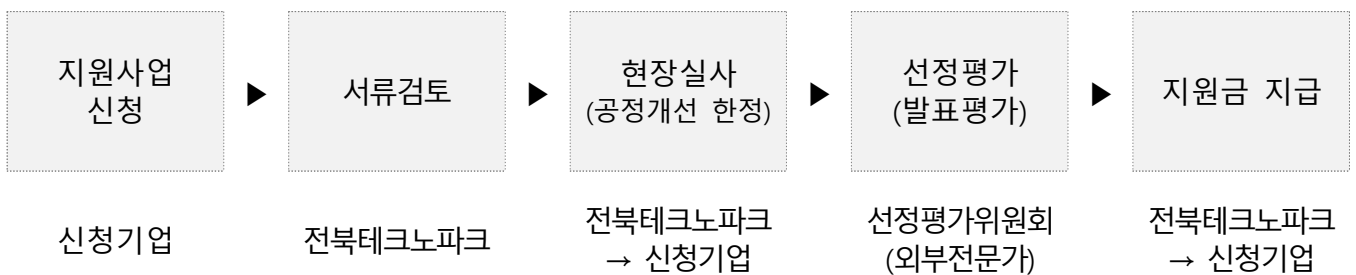 지원사업
신청
▶
서류검토
▶
현장실사
(공정개선 한정)
▶
선정평가
(발표평가)
▶
지원금 지급
신청기업
전북테크노파크
전북테크노파크
→ 신청기업
선정평가위원회
(외부전문가)
전북테크노파크
→ 신청기업